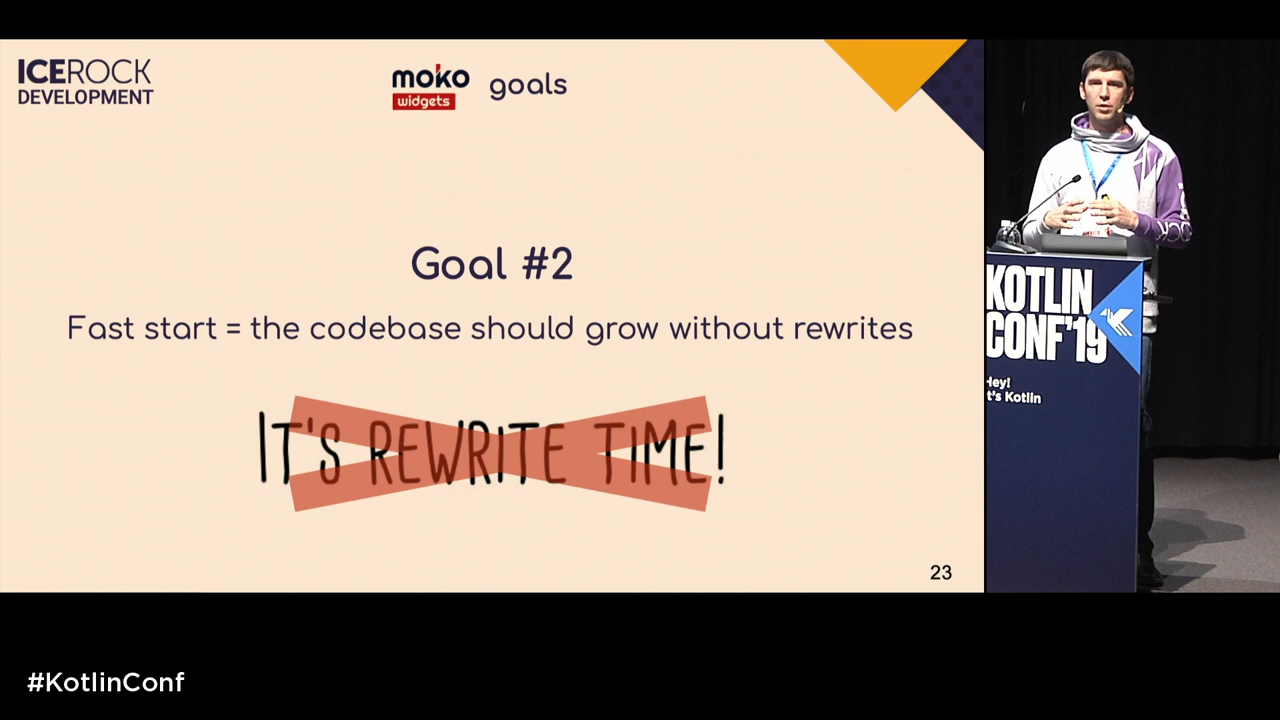 ICEROCK
DEVELOPMENT
moko
widgets
goals
Goal #2
Fast start = the codebase should grow without rewrites
IT'S REWRITE TIME!
23
KOTLIN
CONF'19
Hey!
t's Kotlin
#KotlinConf